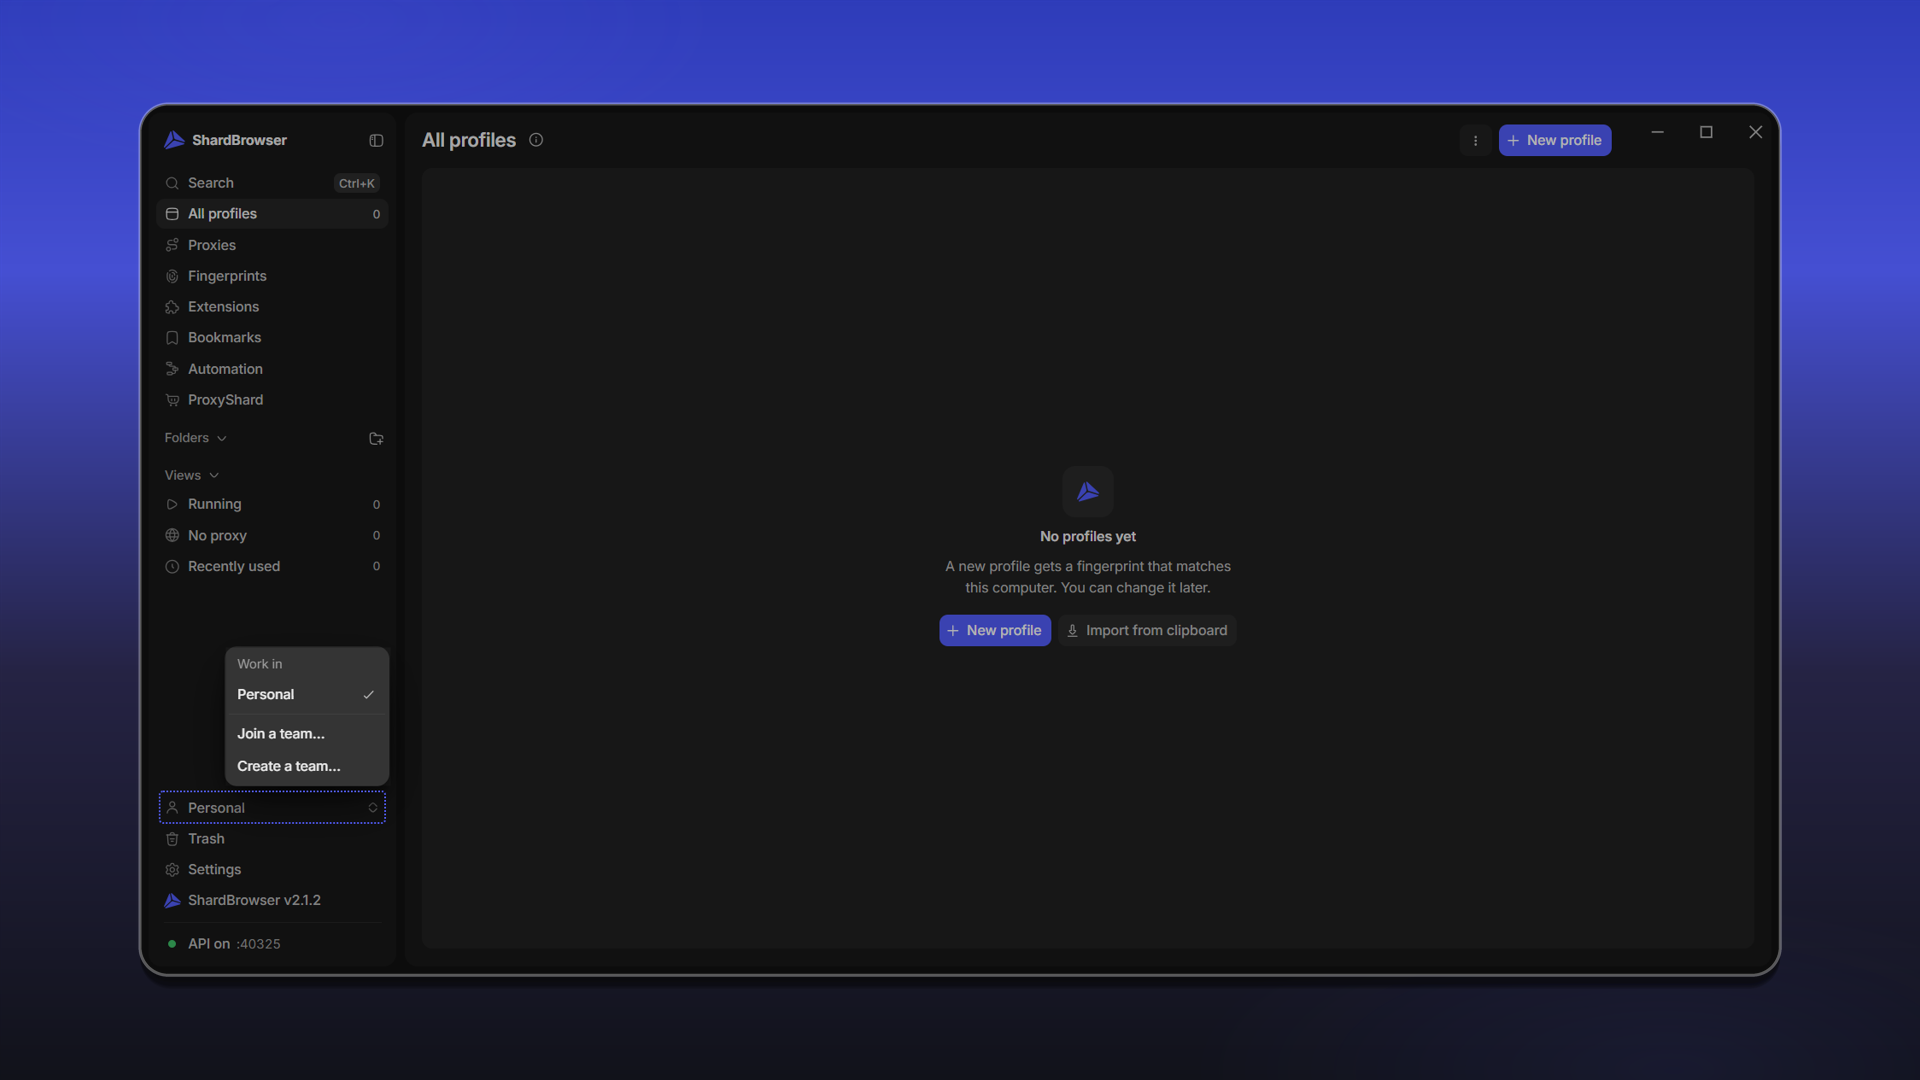 ShardBrowser
Search
Ctrl+K
All profiles
0
Proxies
Fingerprints
Extensions
Bookmarks
Automation
ProxyShard
Folders
Views
Running
0
No proxy
0
Recently used
0
Work in
Personal
Join a team...
Create a team...
Personal
Trash
Settings
ShardBrowser v2.1.2
API on :40325
All profiles
New profile
No profiles yet
A new profile gets a fingerprint that matches
this computer. You can change it later.
New profile
Import from clipboard